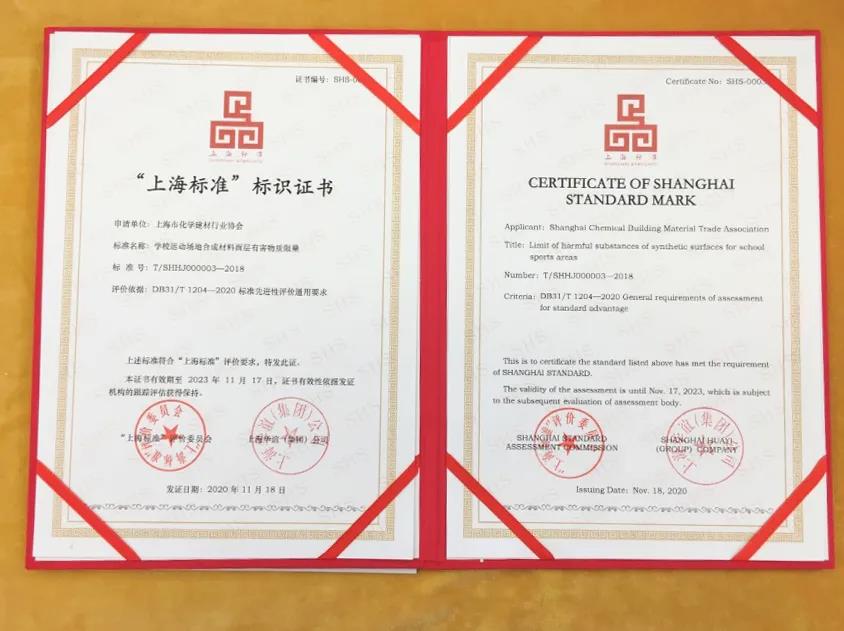 证书编号：SHS-00
上海标准
SHANGHAI STANDARD
“上海标准”标识证书
申请单位：上海市化学建材行业协会
标准名称：学校运动场地合成材料面层有害物质限量
标 准 号：T/SHHJ000003—2018
评价依据：DB31/T 1204—2020 标准先进性评价通用要求
上述标准符合“上海标准”评价要求，特发此证。
本证书有效期至 2023 年 11 月 17 日，证书有效性依据发证
机构的跟踪评估获得保持。
“上海标准”评价委员会
上海华谊（集团）公司
发证日期：2020 年 11 月 18 日
Certificate No：SHS-000
上海标准
SHANGHAI STANDARD
CERTIFICATE OF SHANGHAI
STANDARD MARK
Applicant：Shanghai Chemical Building Material Trade Association
Title：Limit of harmful substances of synthetic surfaces for school
sports areas
Number：T/SHHJ000003—2018
Criteria：DB31/T 1204—2020 General requirements of assessment
for standard advantage
This is to certificate the standard listed above has met the requirement
of SHANGHAI STANDARD.
The validity of the assessment is until Nov. 17, 2023, which is subject
to the subsequent evaluation of assessment body.
SHANGHAI STANDARD
ASSESSMENT COMMISSION
SHANGHAI HUAYI
(GROUP) COMPANY
Issuing Date：Nov. 18, 2020